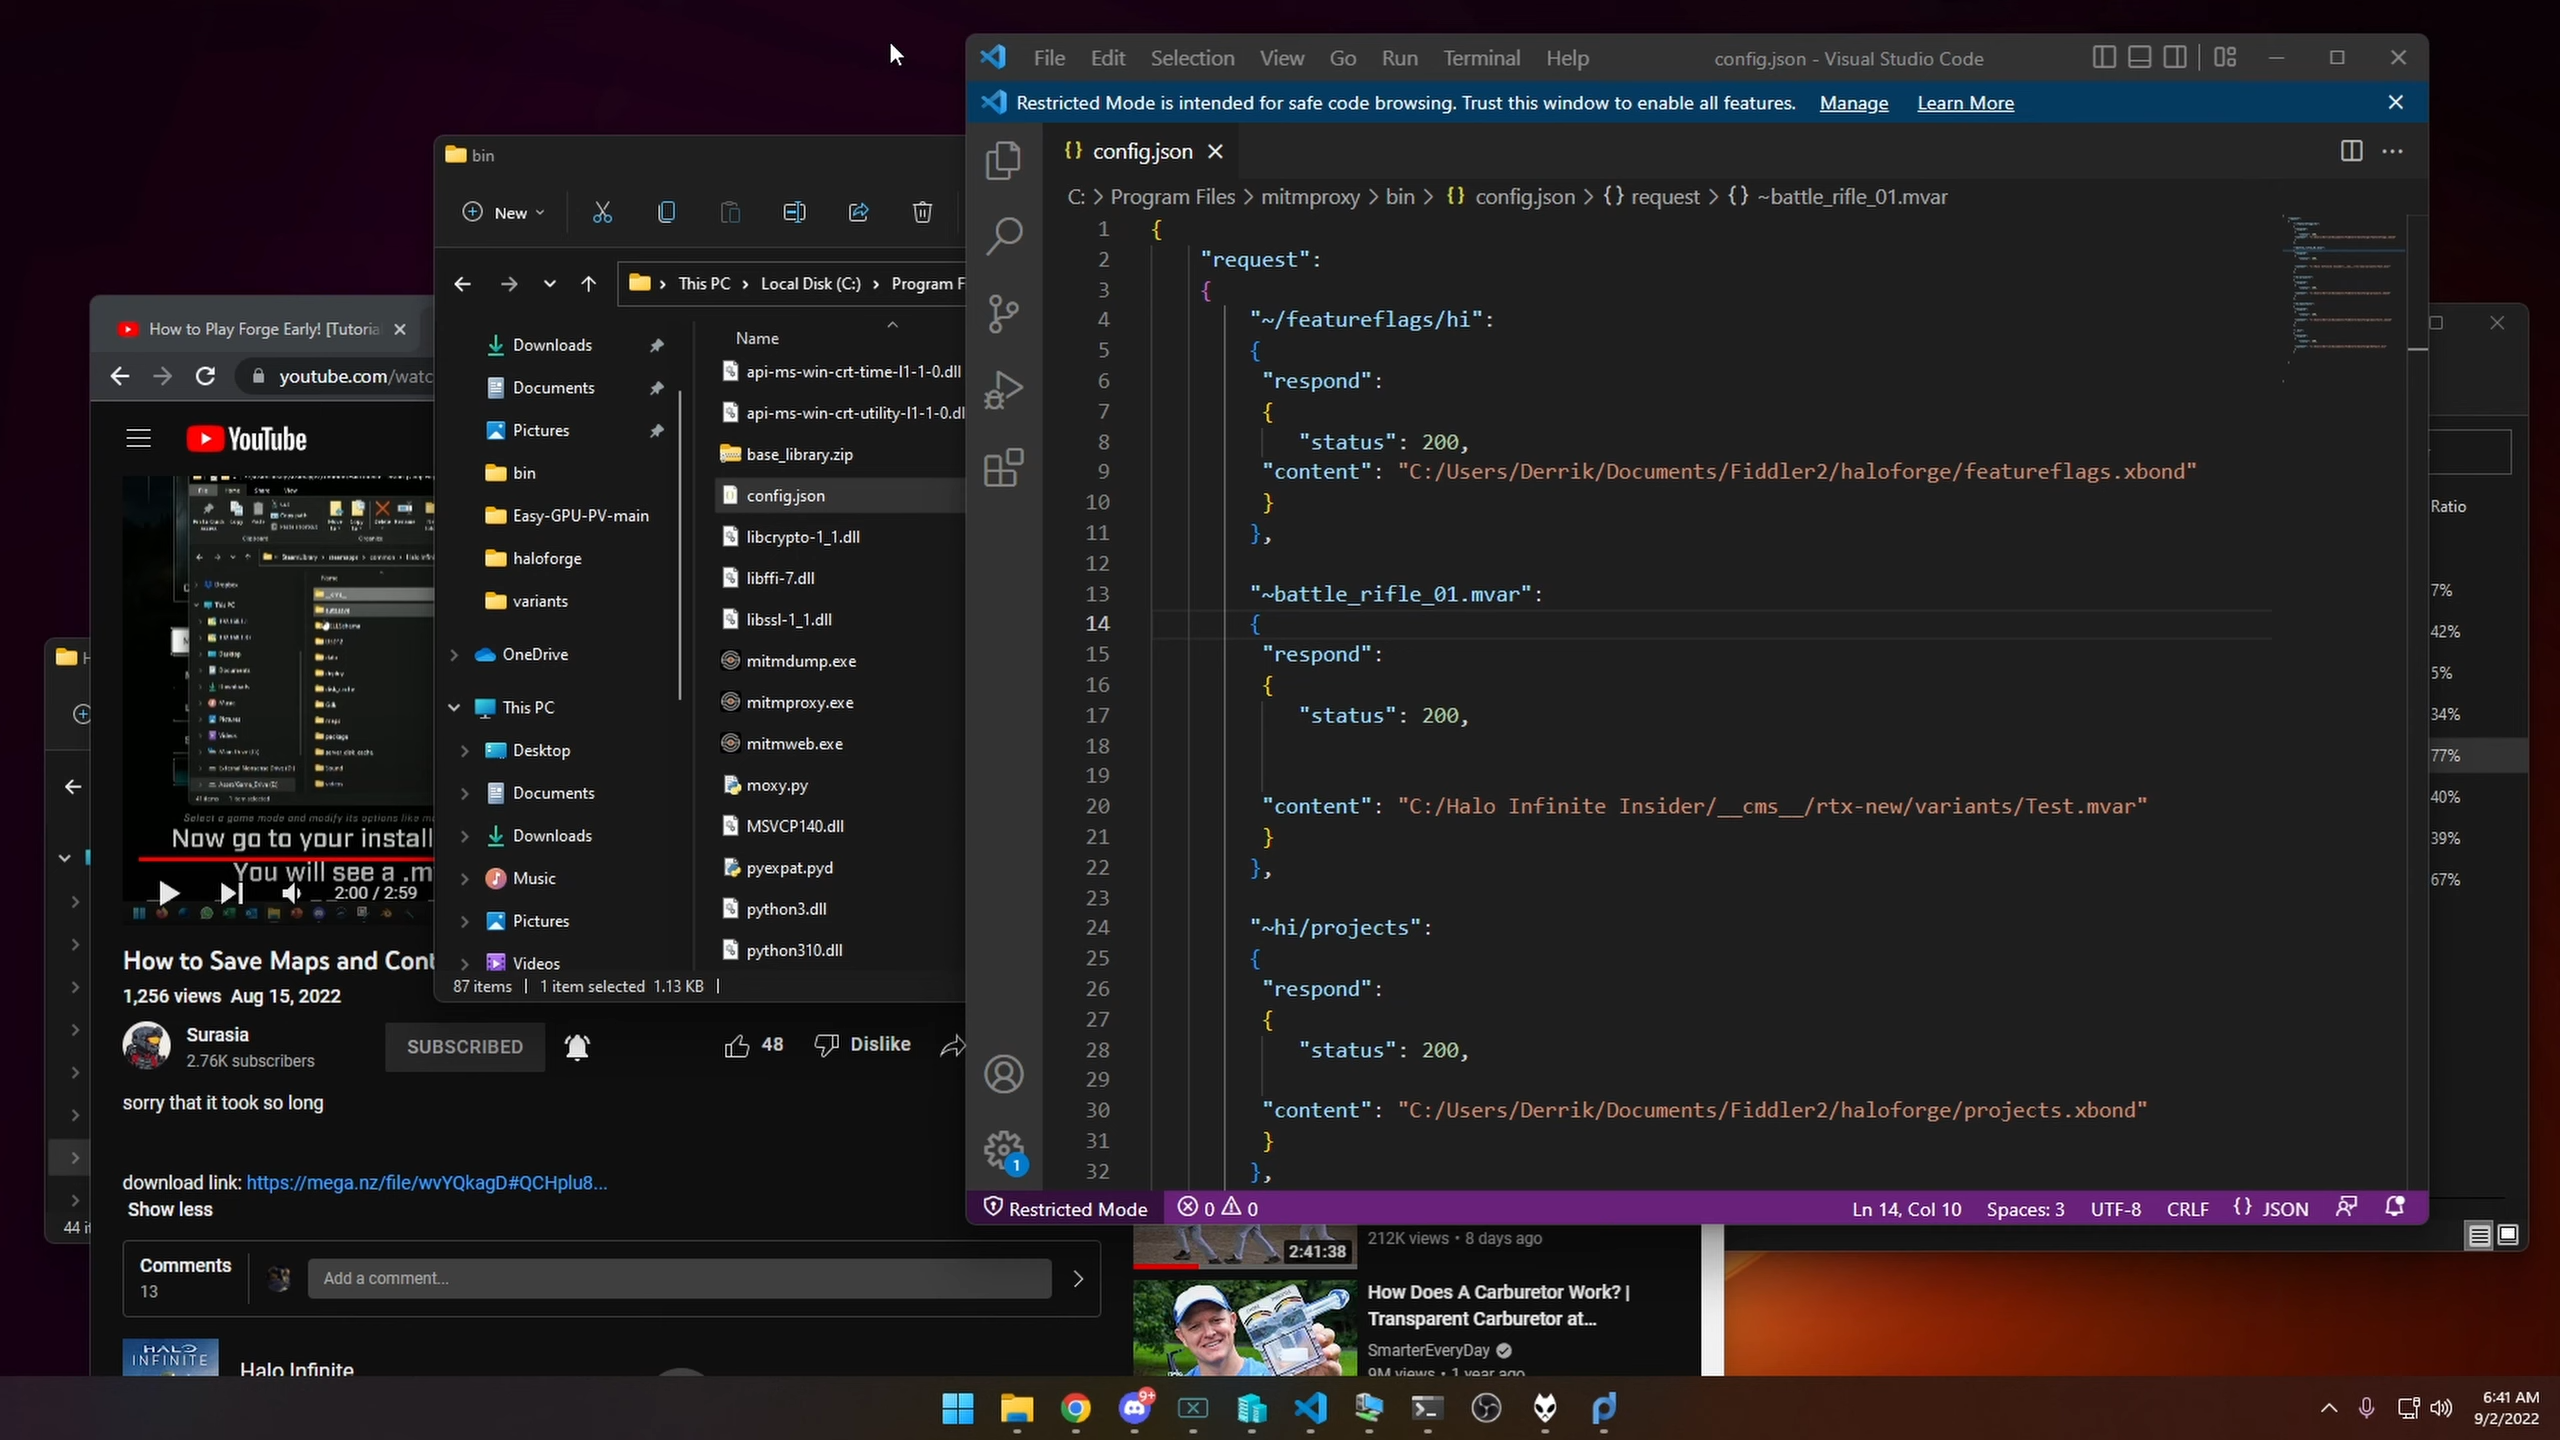 File Edit Selection View Go Run Terminal Help
config.json - Visual Studio Code
Restricted Mode is intended for safe code browsing. Trust this window to enable all features. Manage Learn More
config.json
C: > Program Files > mitmproxy > bin > {} config.json > {} request > {} ~battle_rifle_01.mvar
1 {
2 "request":
3 {
4 "~/featureflags/hi":
5 {
6 "respond":
7 {
8 "status": 200,
9 "content": "C:/Users/Derrik/Documents/Fiddler2/haloforge/featureflags.xbond"
10 }
11 },
12
13 "~battle_rifle_01.mvar":
14 {
15 "respond":
16 {
17 "status": 200,
18
19
20 "content": "C:/Halo Infinite Insider/__cms__/rtx-new/variants/Test.mvar"
21 }
22 },
23
24 "~hi/projects":
25 {
26 "respond":
27 {
28 "status": 200,
29
30 "content": "C:/Users/Derrik/Documents/Fiddler2/haloforge/projects.xbond"
31 }
32 },
1
Restricted Mode 0 0
Ln 14, Col 10 Spaces: 3 UTF-8 CRLF {} JSON
bin
New
This PC > Local Disk (C:) > Program F
Downloads
Documents
Pictures
bin
Easy-GPU-PV-main
haloforge
variants
OneDrive
This PC
Desktop
Documents
Downloads
Music
Pictures
Videos
Name
api-ms-win-crt-time-l1-1-0.dll
api-ms-win-crt-utility-l1-1-0.dl
base_library.zip
config.json
libcrypto-1_1.dll
libffi-7.dll
libssl-1_1.dll
mitmdump.exe
mitmproxy.exe
mitmweb.exe
moxy.py
MSVCP140.dll
pyexpat.pyd
python3.dll
python310.dll
87 items 1 item selected 1.13 KB
How to Play Forge Early! [Tutoria
youtube.com/watc
YouTube
Now go to your install
You will see a .m
2:00 / 2:59
How to Save Maps and Cont
1,256 views Aug 15, 2022
Surasia
2.76K subscribers
SUBSCRIBED
48 Dislike
sorry that it took so long
download link: https://mega.nz/file/wvYQkagD#QCHplu8...
Show less
Comments
13
Add a comment...
HALO
INFINITE
Halo Infinite
2:41:38
212K views • 8 days ago
How Does A Carburetor Work? |
Transparent Carburetor at...
SmarterEveryDay
9M views • 1 year ago
Ratio
7%
42%
5%
34%
77%
40%
39%
67%
44
9+
6:41 AM
9/2/2022